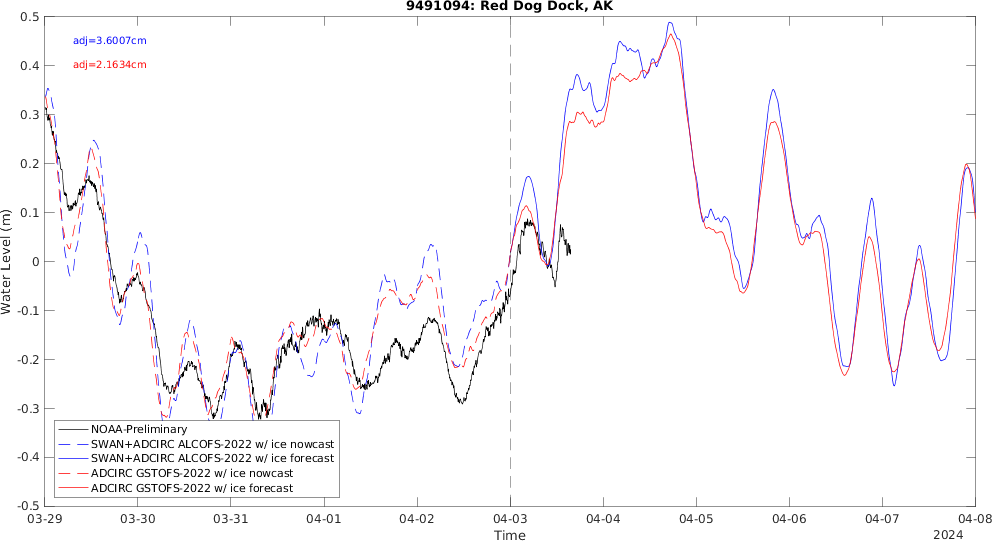 9491094: Red Dog Dock, AK
adj=3.6007cm
adj=2.1634cm
Water Level (m)
0.5
0.4
0.3
0.2
0.1
0
-0.1
-0.2
-0.3
-0.4
-0.5
NOAA-Preliminary
SWAN+ADCIRC ALCOFS-2022 w/ ice nowcast
SWAN+ADCIRC ALCOFS-2022 w/ ice forecast
ADCIRC GSTOFS-2022 w/ ice nowcast
ADCIRC GSTOFS-2022 w/ ice forecast
03-29 03-30 03-31 04-01 04-02 04-03 04-04 04-05 04-06 04-07 04-08
Time
2024